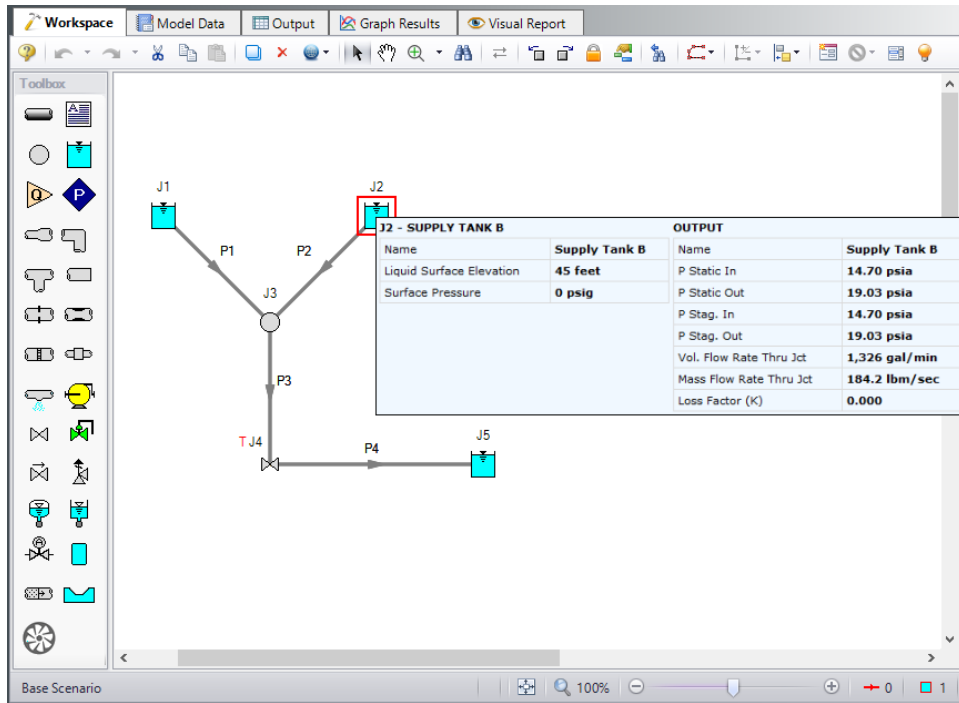 Workspace Model Data Output Graph Results Visual Report
Toolbox
A
Q P
J1 J2
P1 P2
J3
P3
T J4 P4 J5
J2 - SUPPLY TANK B OUTPUT
Name Supply Tank B Name Supply Tank B
Liquid Surface Elevation 45 feet P Static In 14.70 psia
Surface Pressure 0 psig P Static Out 19.03 psia
P Stag. In 14.70 psia
P Stag. Out 19.03 psia
Vol. Flow Rate Thru Jct 1,326 gal/min
Mass Flow Rate Thru Jct 184.2 lbm/sec
Loss Factor (K) 0.000
Base Scenario 100% 0 1